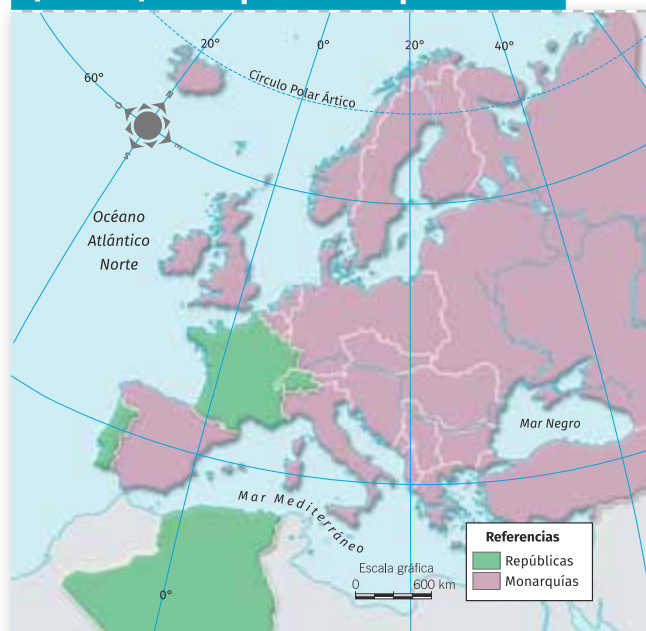 60°
20°
0°
20°
40°
Círculo Polar Ártico
N
O
E
S
Océano
Atlántico
Norte
Mar Negro
Mar Mediterráneo
0°
Escala gráfica
0 600 km
Referencias
Repúblicas
Monarquías